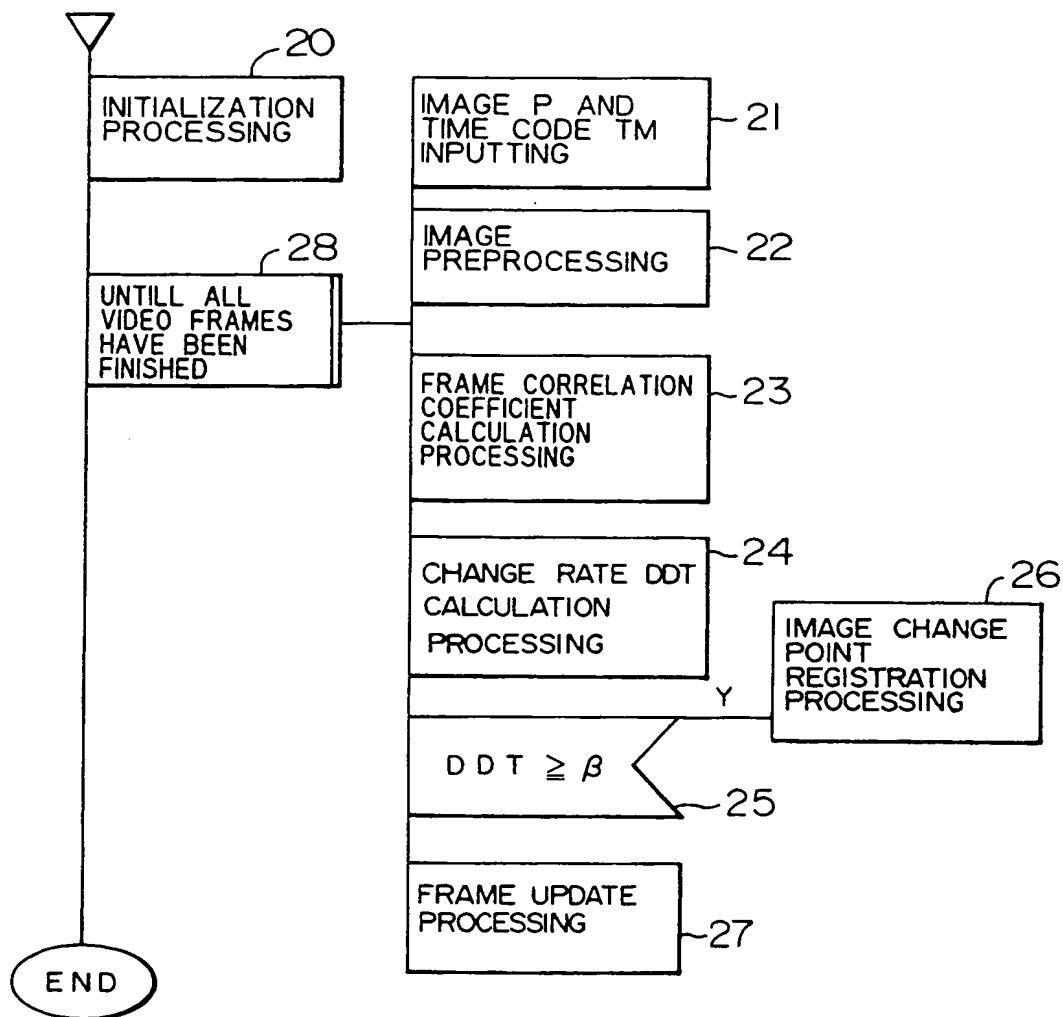 20
INITIALIZATION
PROCESSING
28
UNTILL ALL
VIDEO FRAMES
HAVE BEEN
FINISHED
END
IMAGE P AND
TIME CODE TM
INPUTTING
21
IMAGE
PREPROCESSING
22
FRAME CORRELATION
COEFFICIENT
CALCULATION
PROCESSING
23
24
CHANGE RATE DDT
CALCULATION
PROCESSING
DDT ≧ β
Y
25
26
IMAGE CHANGE
POINT
REGISTRATION
PROCESSING
FRAME UPDATE
PROCESSING
27